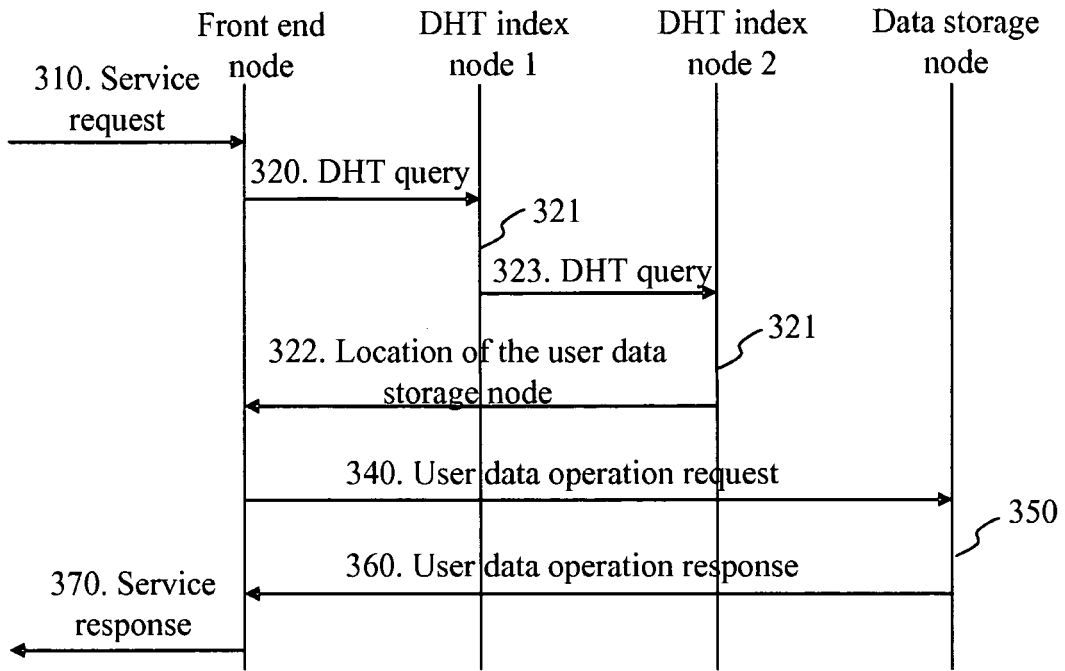 Front end
node
DHT index
node 1
DHT index
node 2
Data storage
node
310. Service
request
320. DHT query
321
323. DHT query
321
322. Location of the user data
storage node
340. User data operation request
350
360. User data operation response
370. Service
response